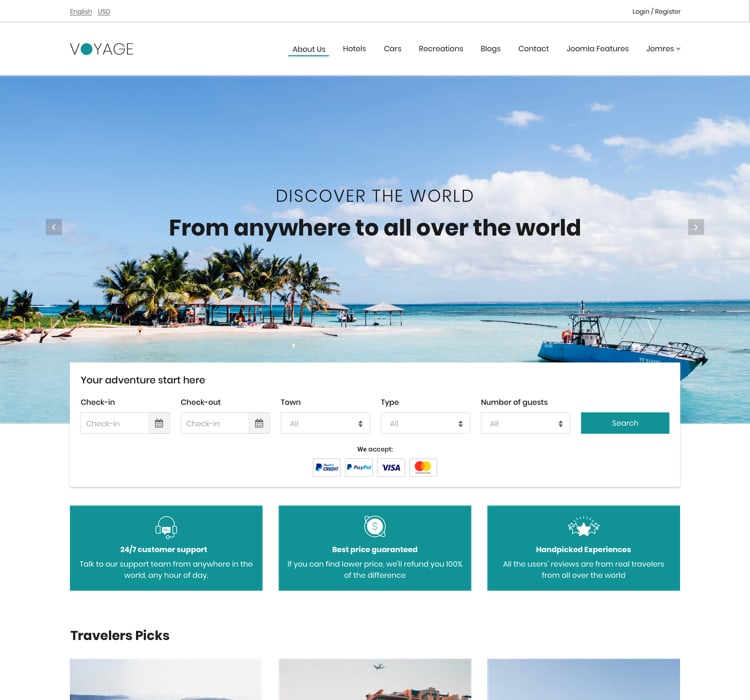 English USD
Login / Register
VOYAGE
About Us Hotels Cars Recreations Blogs Contact Joomla Features Jomres
DISCOVER THE WORLD
From anywhere to all over the world
Your adventure start here
Check-in Check-out Town Type Number of guests
Check-in Check-in All All All Search
We accept:
PayPal CREDIT PayPal VISA
24/7 customer support
Talk to our support team from anywhere in the
world, any hour of day.
Best price guaranteed
If you can find lower price, we'll refund you 100%
of the difference
Handpicked Experiences
All the users' reviews are from real travelers
from all over the world
Travelers Picks